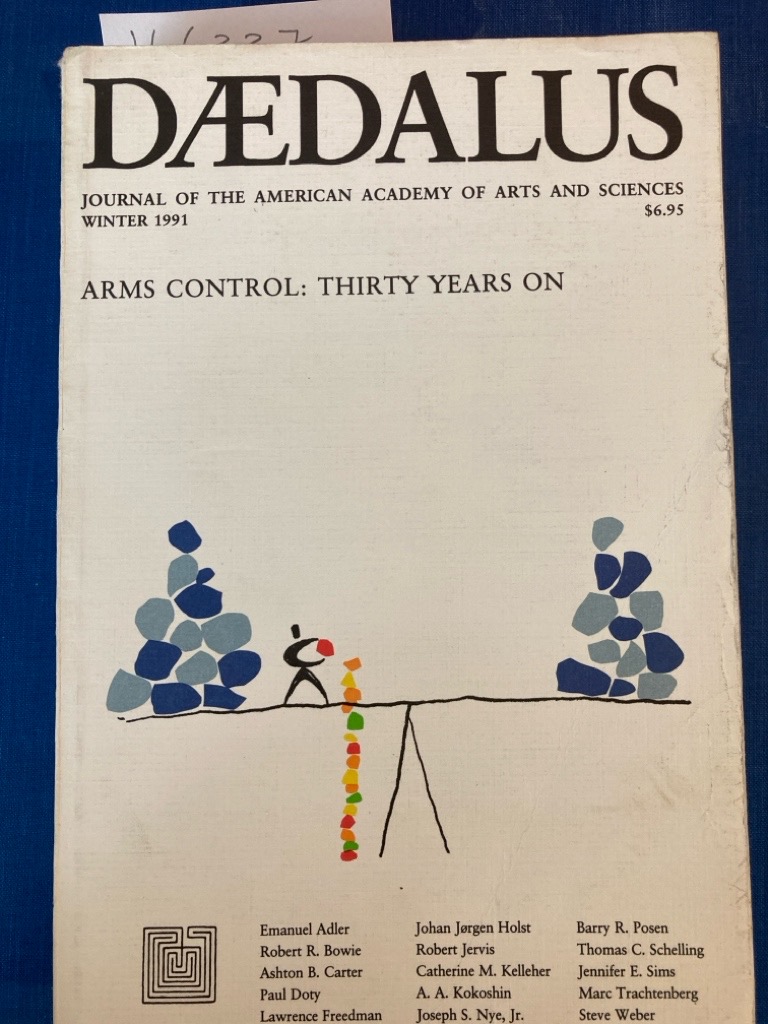 DÆDALUS
JOURNAL OF THE AMERICAN ACADEMY OF ARTS AND SCIENCES
WINTER 1991 $6.95
ARMS CONTROL: THIRTY YEARS ON
Emanuel Adler
Robert R. Bowie
Ashton B. Carter
Paul Doty
Lawrence Freedman
Johan Jørgen Holst
Robert Jervis
Catherine M. Kelleher
A. A. Kokoshin
Joseph S. Nye, Jr.
Barry R. Posen
Thomas C. Schelling
Jennifer E. Sims
Marc Trachtenberg
Steve Weber